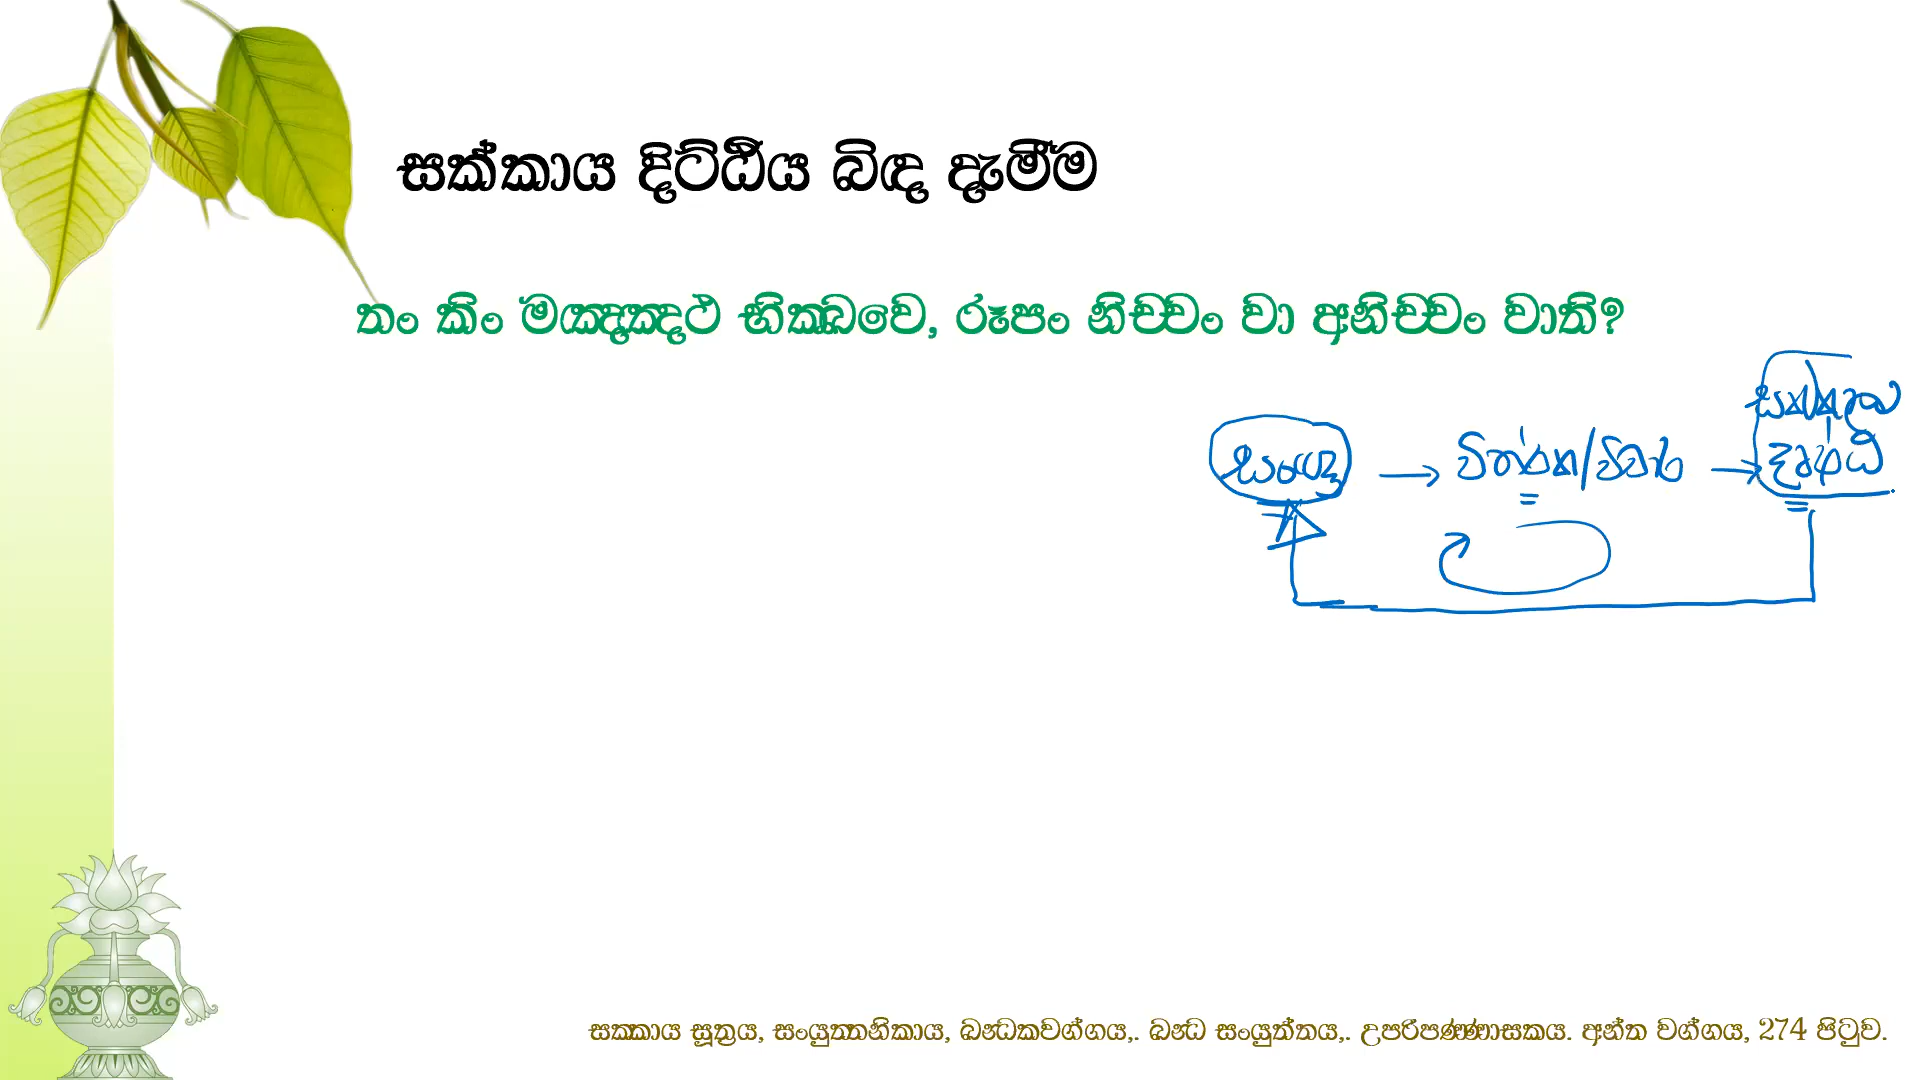 සක්කාය දිට්ඨිය බිඳ දැමීම
තං කිං මඤ්ඤථ භික්ඛවෙ, රූපං නිච්චං වා අනිච්චං වාති?
සංඥා → විතර්ක/විචාර →
දෘෂ්ටි
සක්කාය සූත්‍රය, සංයුත්තනිකාය, ඛන්ධකවග්ගය,. ඛන්ධ සංයුත්තය,. උපරිපණ්ණාසකය. අන්ත වග්ගය, 274 පිටුව.